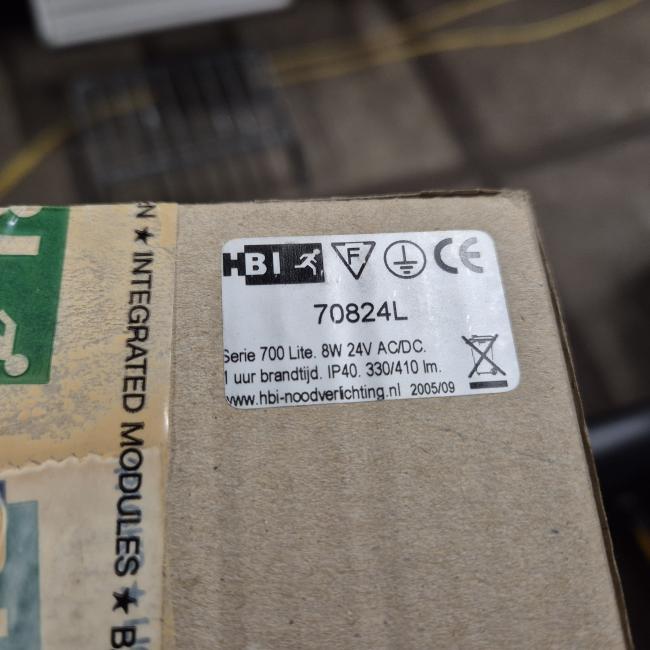 HBI F CE
70824L
Serie 700 Lite. 8W 24V AC/DC.
1 uur brandtijd. IP40. 330/410 lm.
www.hbi-noodverlichting.nl 2005/09
★ INTEGRATED MODULES ★